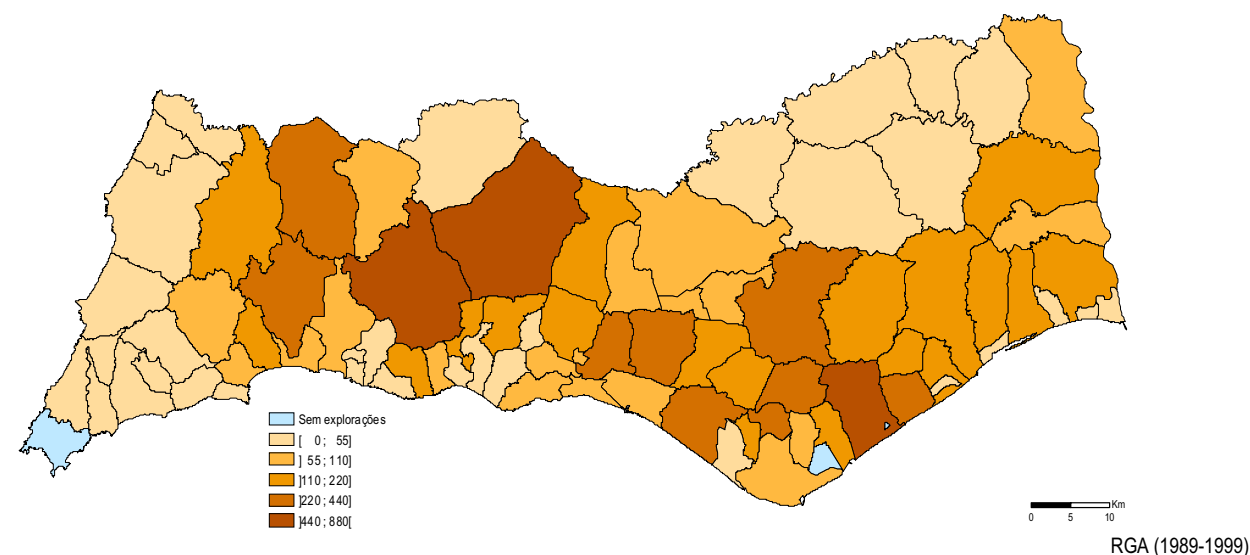 Sem explorações
[ 0 ; 55]
] 55 ; 110]
]110 ; 220]
]220 ; 440]
]440 ; 880[
Km
0 5 10
RGA (1989-1999)